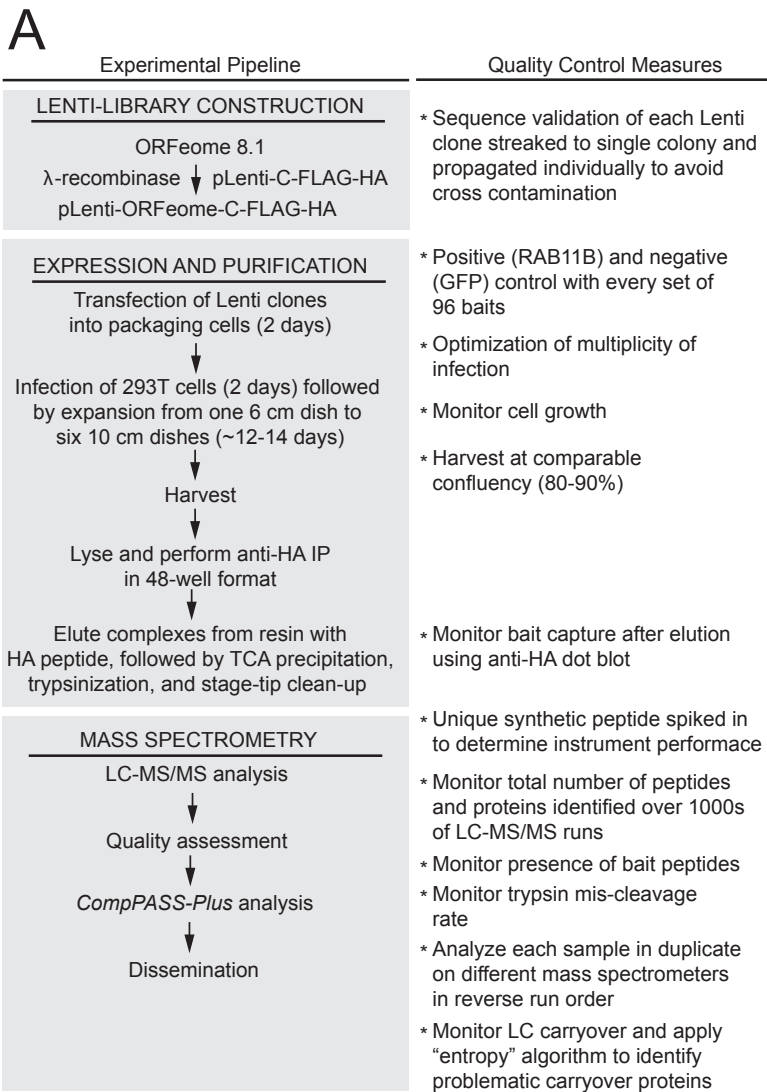 A
Experimental Pipeline
Quality Control Measures
LENTI-LIBRARY CONSTRUCTION
ORFeome 8.1
λ-recombinase pLenti-C-FLAG-HA
pLenti-ORFeome-C-FLAG-HA
* Sequence validation of each Lenti
clone streaked to single colony and
propagated individually to avoid
cross contamination
EXPRESSION AND PURIFICATION
Transfection of Lenti clones
into packaging cells (2 days)
Infection of 293T cells (2 days) followed
by expansion from one 6 cm dish to
six 10 cm dishes (~12-14 days)
Harvest
Lyse and perform anti-HA IP
in 48-well format
Elute complexes from resin with
HA peptide, followed by TCA precipitation,
trypsinization, and stage-tip clean-up
* Positive (RAB11B) and negative
(GFP) control with every set of
96 baits
* Optimization of multiplicity of
infection
* Monitor cell growth
* Harvest at comparable
confluency (80-90%)
* Monitor bait capture after elution
using anti-HA dot blot
MASS SPECTROMETRY
LC-MS/MS analysis
Quality assessment
CompPASS-Plus analysis
Dissemination
* Unique synthetic peptide spiked in
to determine instrument performace
* Monitor total number of peptides
and proteins identified over 1000s
of LC-MS/MS runs
* Monitor presence of bait peptides
* Monitor trypsin mis-cleavage
rate
* Analyze each sample in duplicate
on different mass spectrometers
in reverse run order
* Monitor LC carryover and apply
“entropy” algorithm to identify
problematic carryover proteins